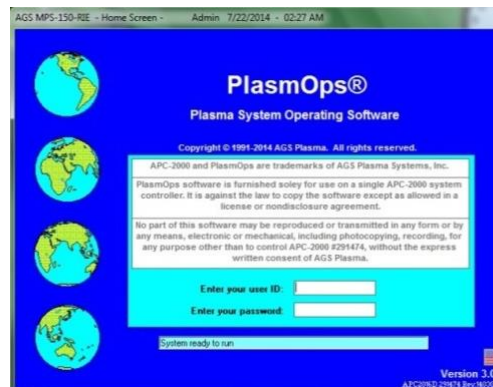 AGS MPS-150-RIE - Home Screen - Admin 7/22/2014 - 02:27 AM
PlasmOps®
Plasma System Operating Software
Copyright © 1991-2014 AGS Plasma. All rights reserved.
APC-2000 and PlasmOps are trademarks of AGS Plasma Systems, Inc.
PlasmOps software is furnished soley for use on a single APC-2000 system
controller. It is against the law to copy the software except as allowed in a
license or nondisclosure agreement.
No part of this software may be reproduced or transmitted in any form or by
any means, electronic or mechanical, including photocopying, recording, for
any purpose other than to control APC-2000 #291474, without the express
written consent of AGS Plasma.
Enter your user ID:
Enter your password:
System ready to run
Version 3.0